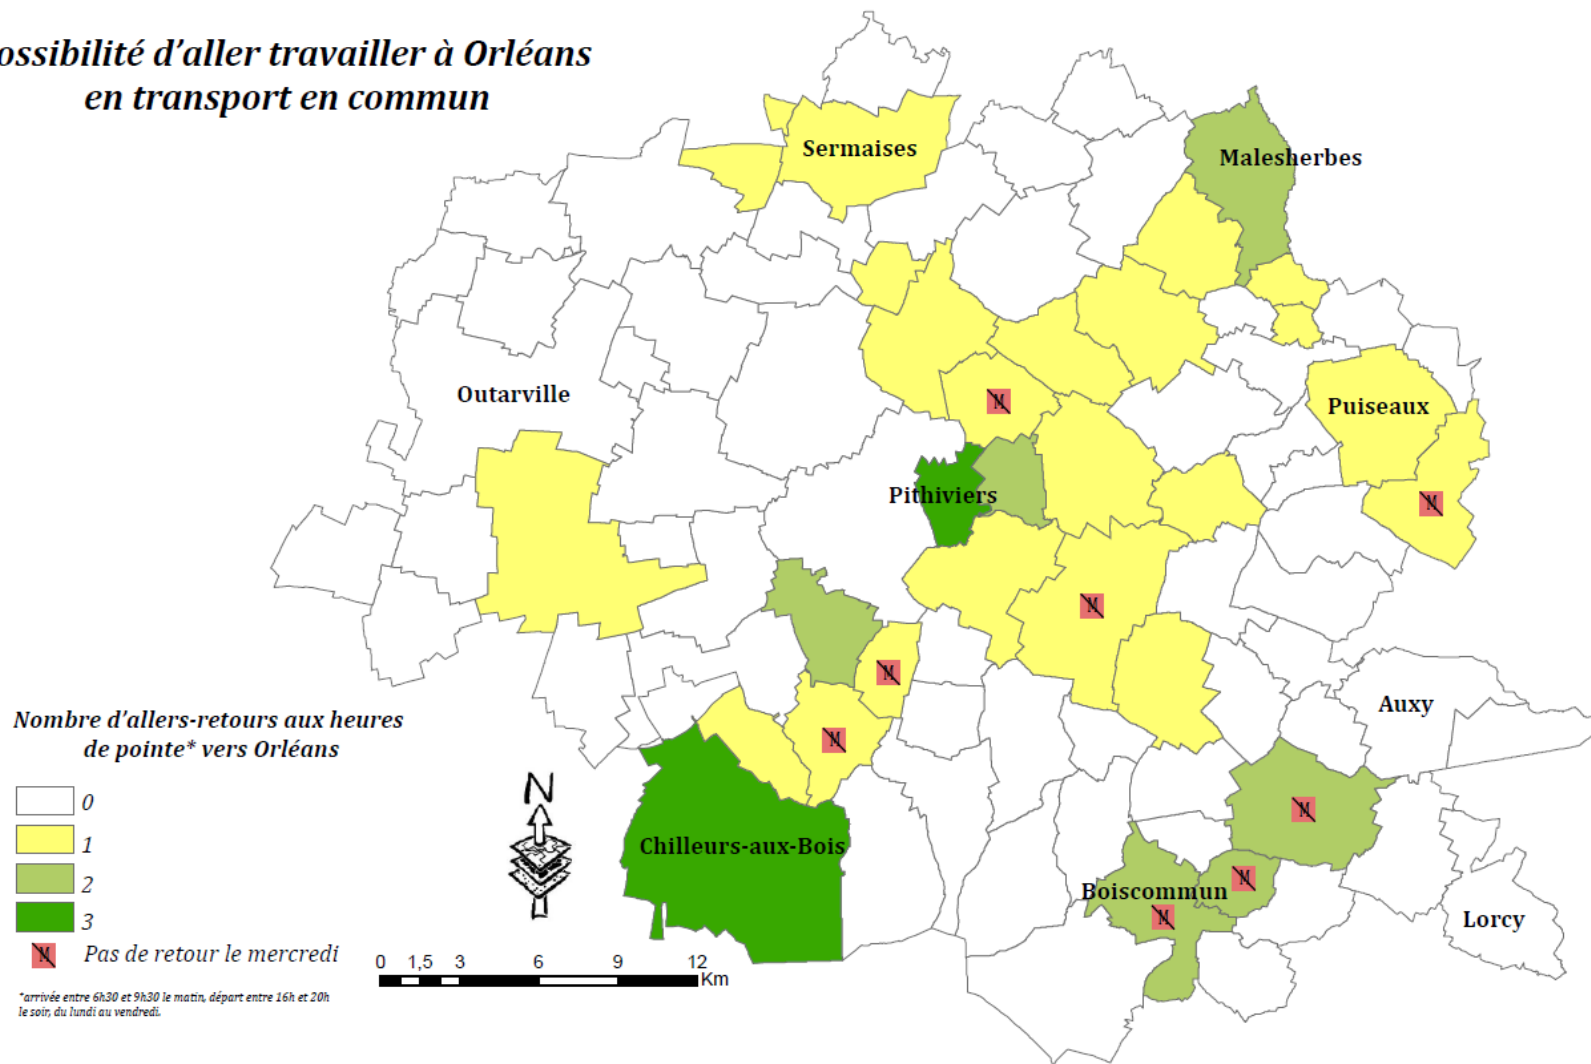 ossibilité d'aller travailler à Orléans
en transport en commun
Sermaises
Malesherbes
Outarville
Puiseaux
M
Pithiviers
M
M
M
Auxy
M
Nombre d'allers-retours aux heures
de pointe* vers Orléans
0
1
2
3
M Pas de retour le mercredi
*arrivée entre 6h30 et 9h30 le matin, départ entre 16h et 20h
le soir, du lundi au vendredi.
N
0 1,5 3 6 9 12
Km
Chilleurs-aux-Bois
M
M
Boiscommun
M
Lorcy